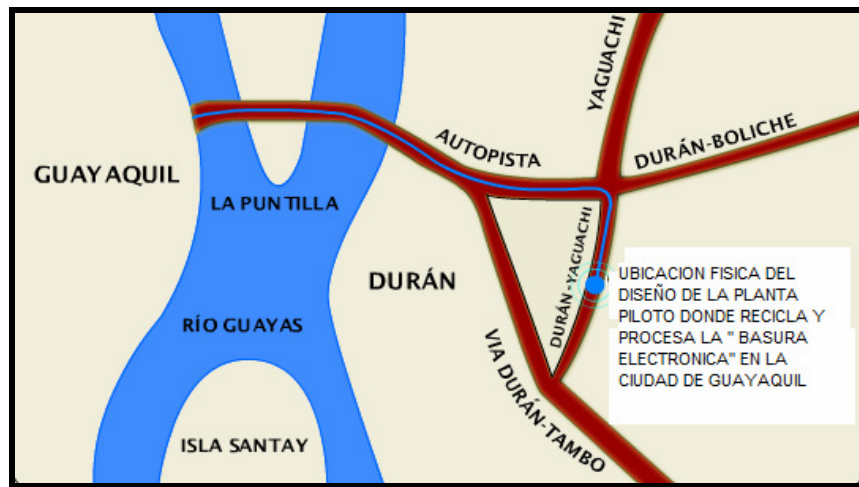 YAGUACHI
AUTOPISTA
DURÁN-BOLICHE
GUAYAQUIL
LA PUNTILLA
DURÁN-YAGUACHI
DURÁN
UBICACION FISICA DEL
DISEÑO DE LA PLANTA
PILOTO DONDE RECICLA Y
PROCESA LA " BASURA
ELECTRONICA" EN LA
CIUDAD DE GUAYAQUIL
RÍO GUAYAS
VIA DURÁN-TAMBO
ISLA SANTAY